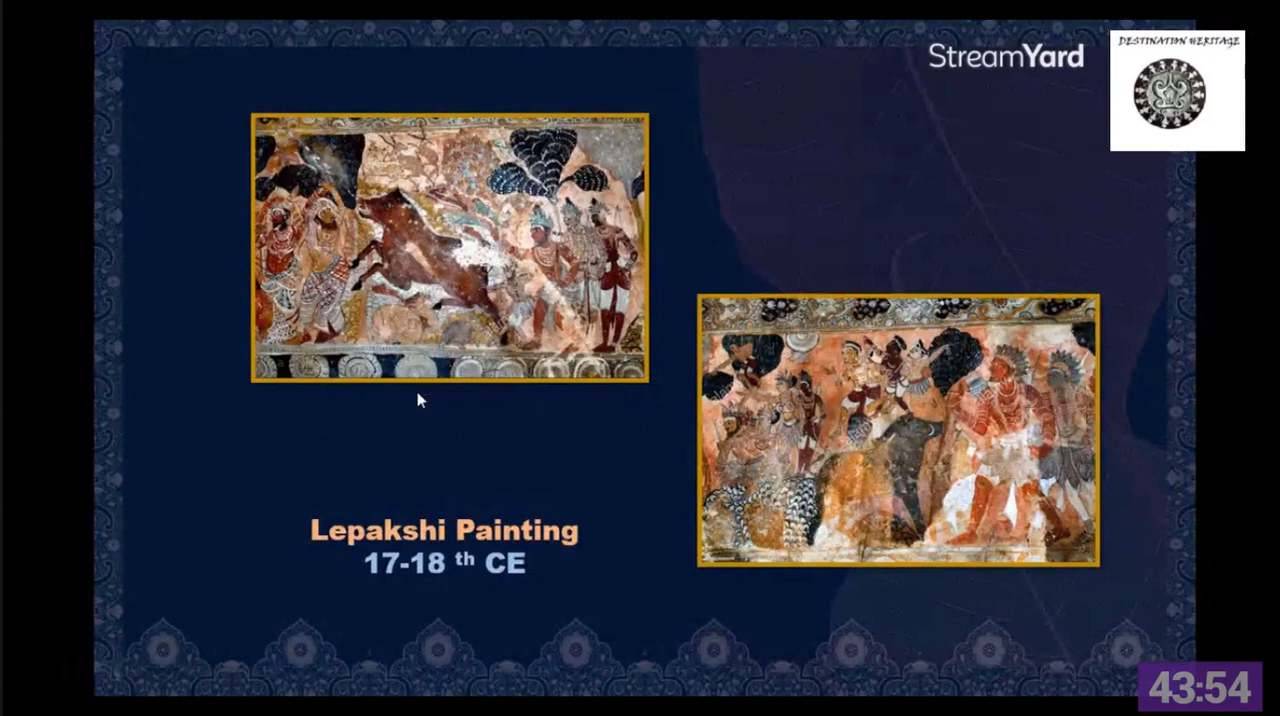 StreamYard
DESTINATION HERITAGE
Lepakshi Painting
17-18 th CE
43:54